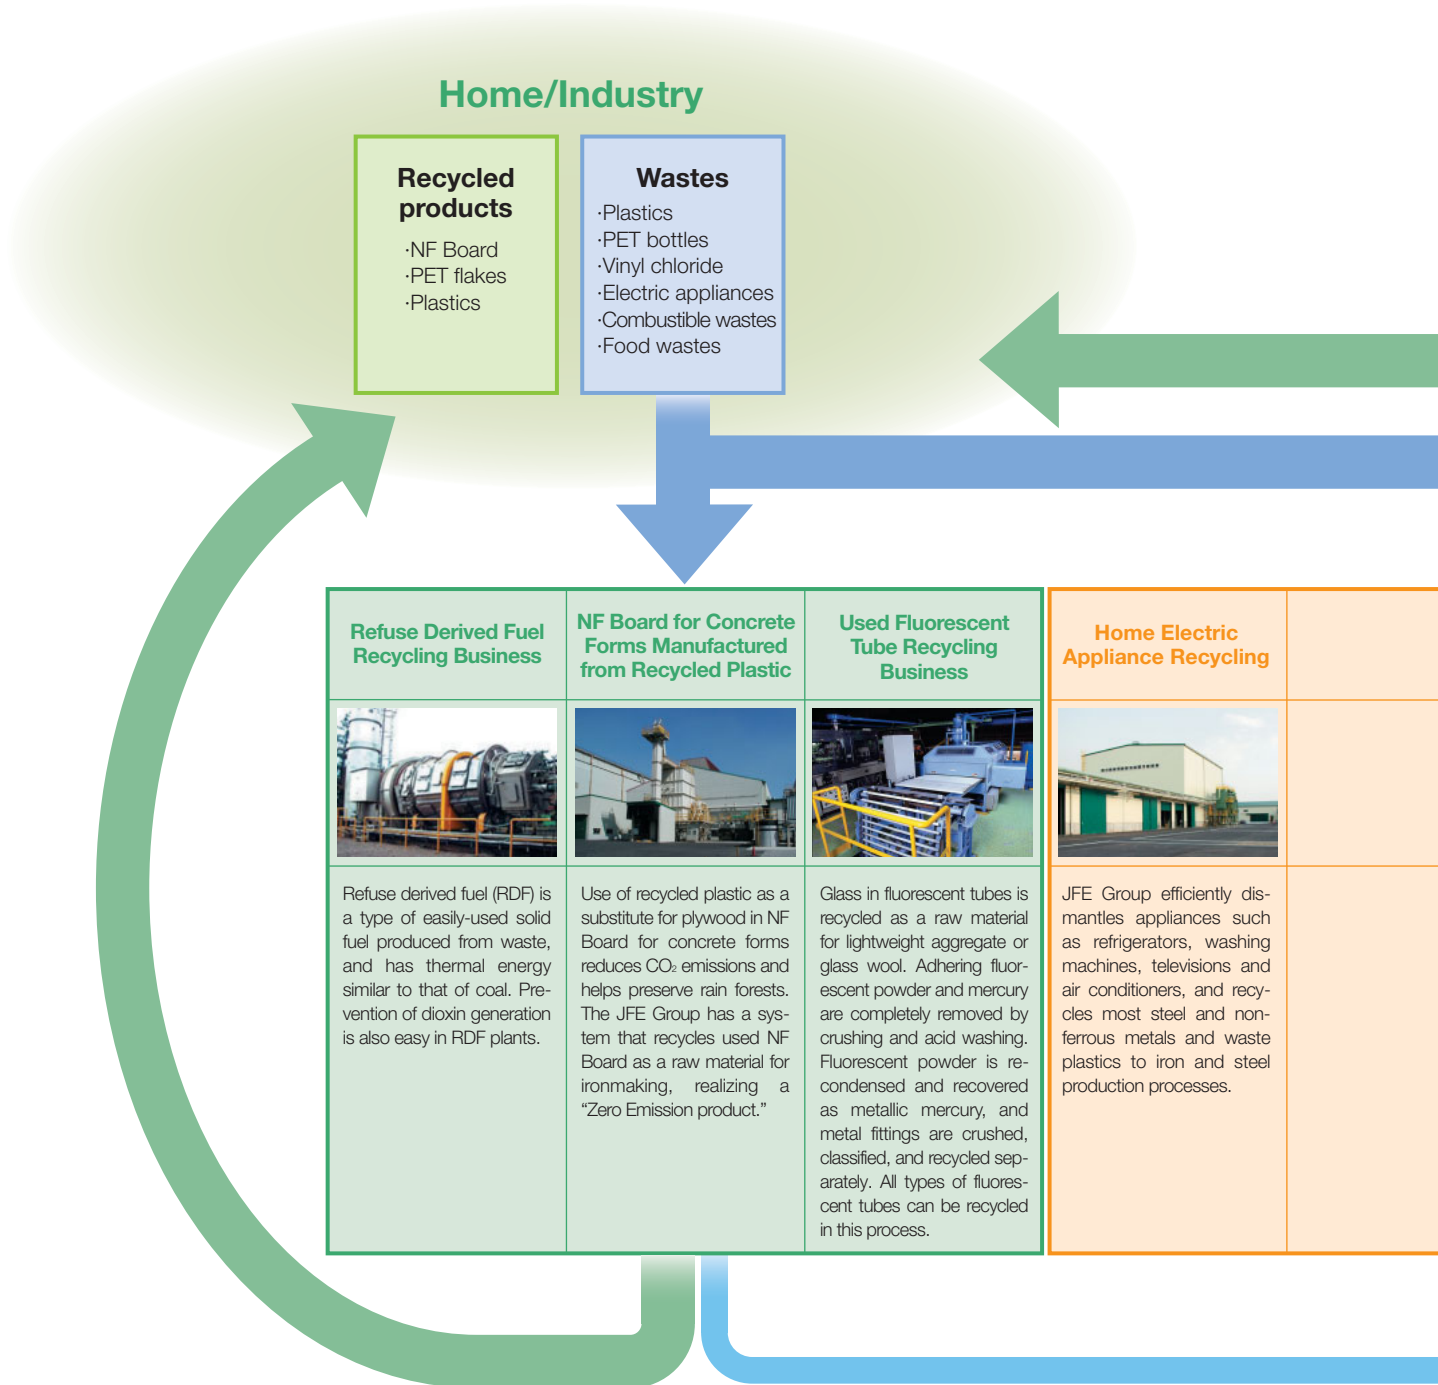 Home/Industry
Recycled
products
·NF Board
·PET flakes
·Plastics
Wastes
·Plastics
·PET bottles
·Vinyl chloride
·Electric appliances
·Combustible wastes
·Food wastes
Refuse Derived Fuel
Recycling Business
Refuse derived fuel (RDF) is
a type of easily-used solid
fuel produced from waste,
and has thermal energy
similar to that of coal. Pre-
vention of dioxin generation
is also easy in RDF plants.
NF Board for Concrete
Forms Manufactured
from Recycled Plastic
Use of recycled plastic as a
substitute for plywood in NF
Board for concrete forms
reduces CO₂ emissions and
helps preserve rain forests.
The JFE Group has a sys-
tem that recycles used NF
Board as a raw material for
ironmaking, realizing a
“Zero Emission product.”
Used Fluorescent
Tube Recycling
Business
Glass in fluorescent tubes is
recycled as a raw material
for lightweight aggregate or
glass wool. Adhering fluor-
escent powder and mercury
are completely removed by
crushing and acid washing.
Fluorescent powder is re-
condensed and recovered
as metallic mercury, and
metal fittings are crushed,
classified, and recycled sep-
arately. All types of fluores-
cent tubes can be recycled
in this process.
Home Electric
Appliance Recycling
JFE Group efficiently dis-
mantles appliances such
as refrigerators, washing
machines, televisions and
air conditioners, and recy-
cles most steel and non-
ferrous metals and waste
plastics to iron and steel
production processes.